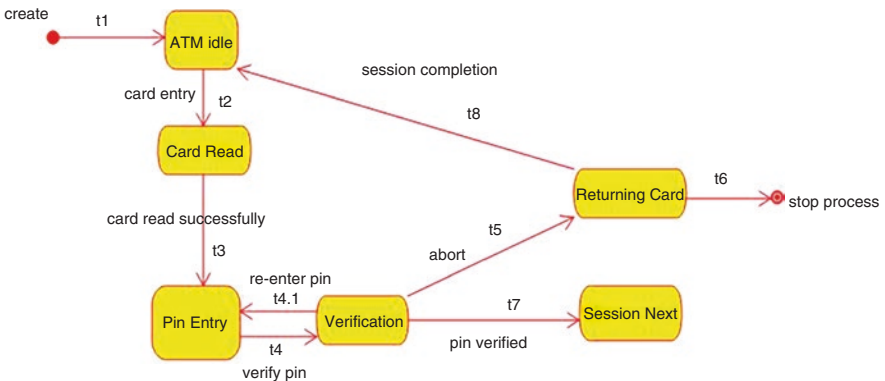 create
t1
ATM idle
card entry
t2
session completion
t8
Card Read
Returning Card
t6
stop process
card read successfully
t3
t5
abort
re-enter pin
t4.1
Pin Entry
Verification
t7
Session Next
t4
verify pin
pin verified